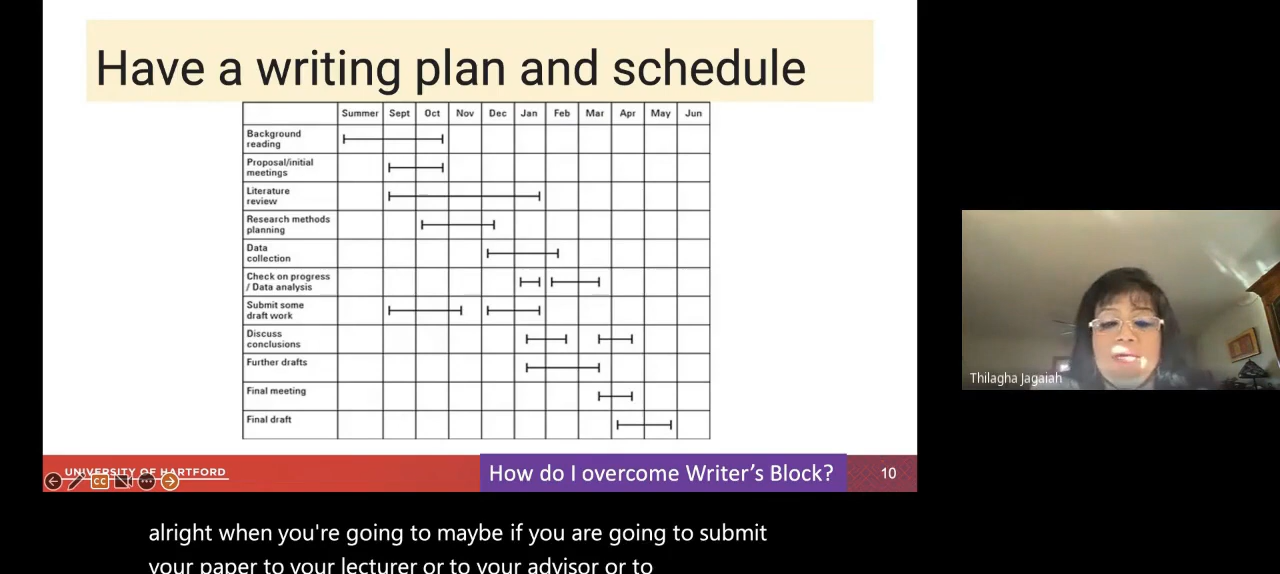 Have a writing plan and schedule
Summer Sept Oct Nov Dec Jan Feb Mar Apr May Jun
Background
reading
Proposal/initial
meetings
Literature
review
Research methods
planning
Data
collection
Check on progress
/ Data analysis
Submit some
draft work
Discuss
conclusions
Further drafts
Final meeting
Final draft
Thilagha Jagaiah
UNIVERSITY OF HARTFORD
CC
How do I overcome Writer's Block?
10
alright when you're going to maybe if you are going to submit
your paper to your lecturer or to your advisor or to